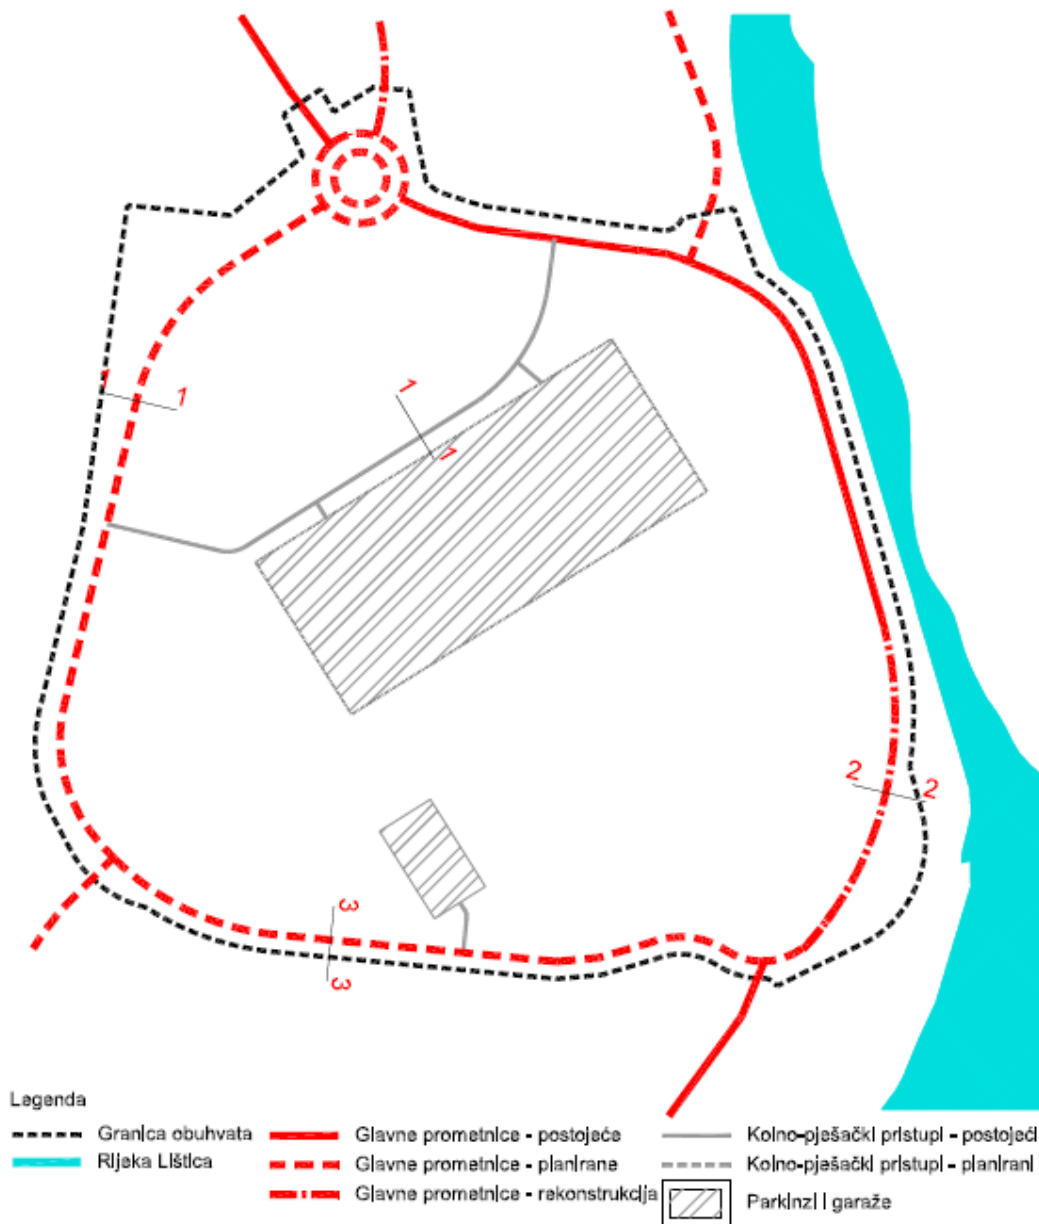 1
1
1
1
2
2
3
3
Legenda
Granica obuhvata
Rijeka Lištica
Glavne prometnice - postojeće
Glavne prometnice - planirane
Glavne prometnice - rekonstrukcija
Kolno-pješački pristupi - postojeći
Kolno-pješački pristupi - planirani
Parkinzi i garaže